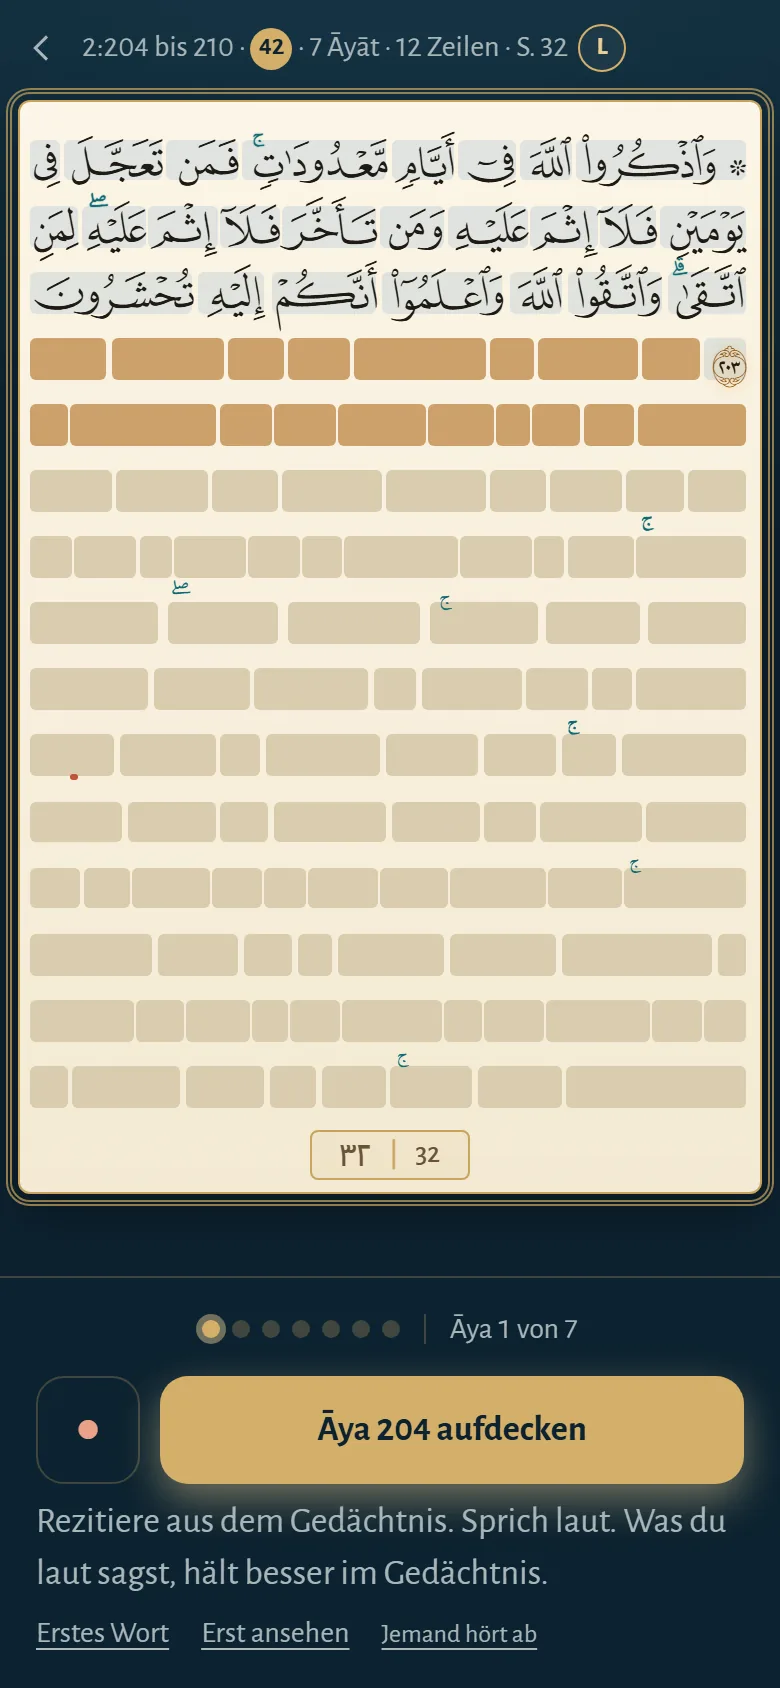 2:204 bis 210 · 42 · 7 Āyāt · 12 Zeilen · S. 32 L
۞ وَٱذۡكُرُواْ ٱللَّهَ فِيٓ أَيَّامٖ مَّعۡدُودَٰتٖۚ فَمَن تَعَجَّلَ فِي
يَوۡمَيۡنِ فَلَآ إِثۡمَ عَلَيۡهِ وَمَن تَأَخَّرَ فَلَآ إِثۡمَ عَلَيۡهِۖ لِمَنِ
ٱتَّقَىٰۗ وَٱتَّقُواْ ٱللَّهَ وَٱعۡلَمُوٓاْ أَنَّكُمۡ إِلَيۡهِ تُحۡشَرُونَ
٢٠٣
ج
صلے
ج
ج
ج
ج
٣٢ | 32
Āya 1 von 7
Āya 204 aufdecken
Rezitiere aus dem Gedächtnis. Sprich laut. Was du
laut sagst, hält besser im Gedächtnis.
Erstes Wort Erst ansehen Jemand hört ab